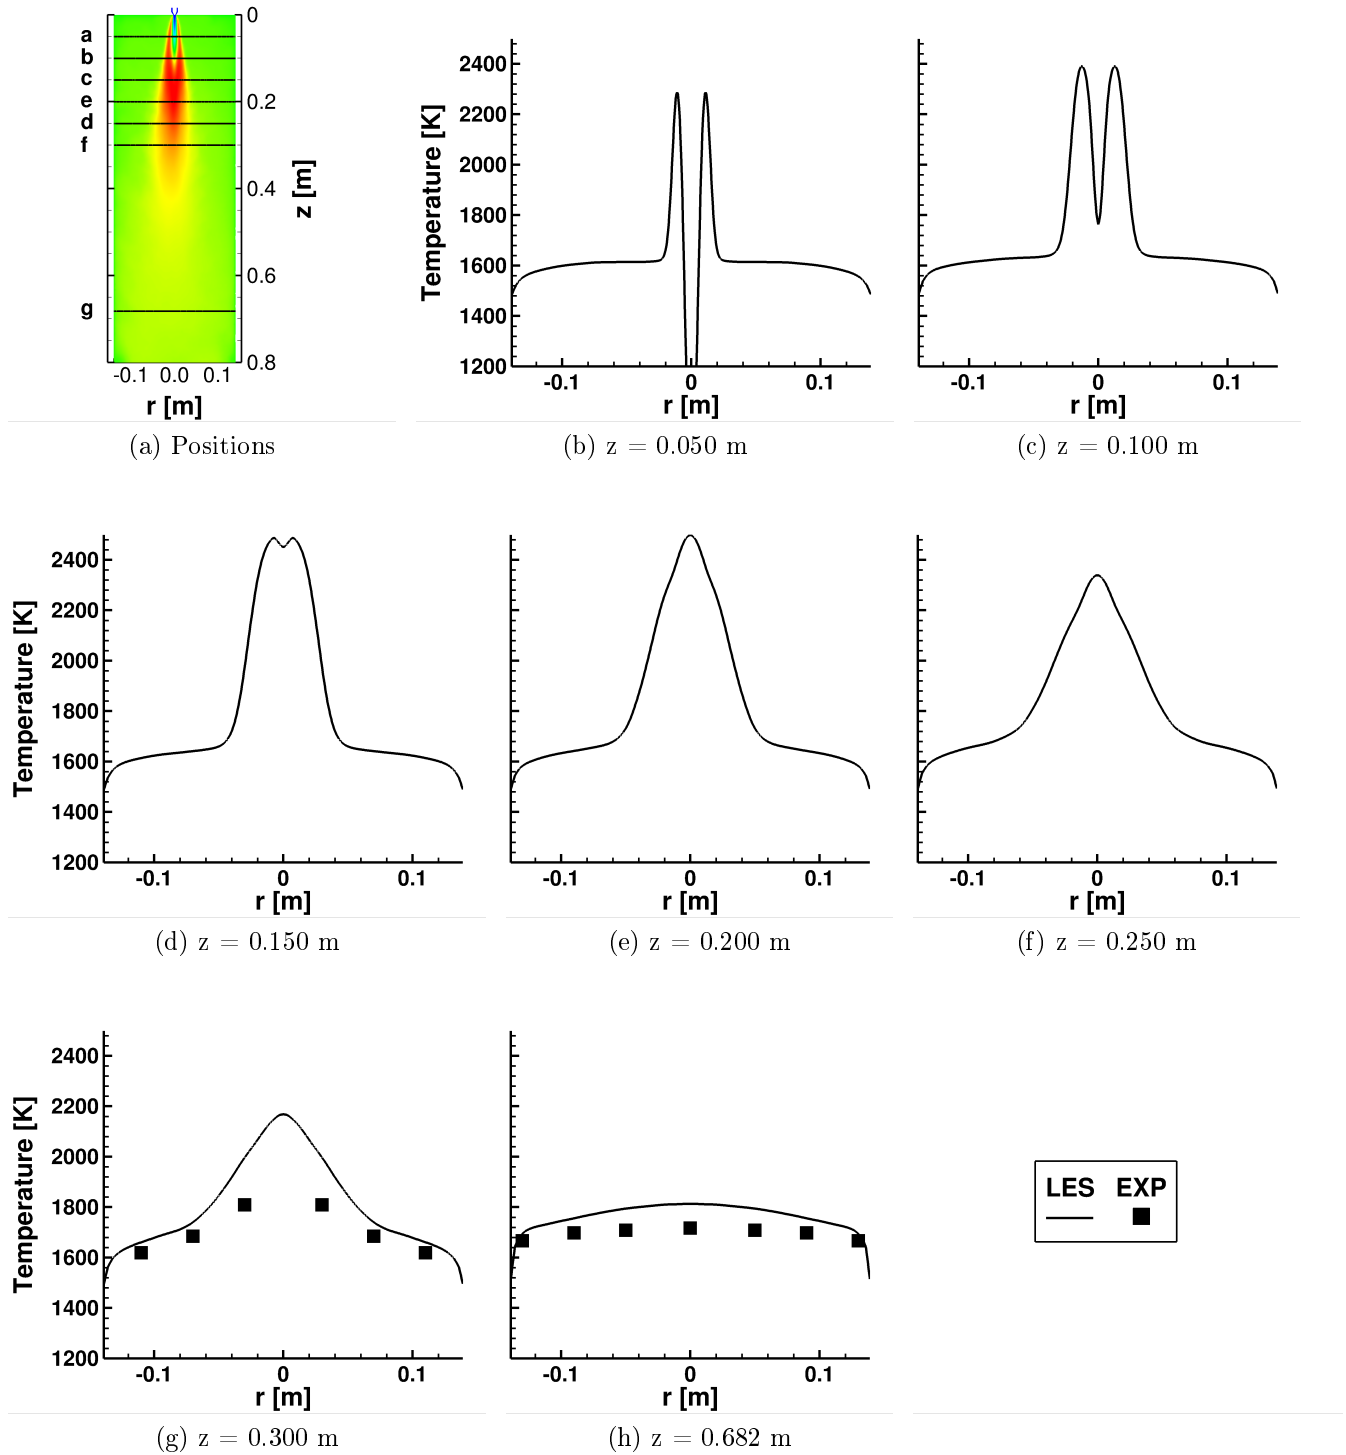 a
b
c
e
d
f
g
0
0.2
0.4
0.6
0.8
z [m]
-0.1 0.0 0.1
r [m]
(a) Positions
2400
2200
2000
1800
1600
1400
1200
Temperature [K]
-0.1 0 0.1
r [m]
(b) z = 0.050 m
-0.1 0 0.1
r [m]
(c) z = 0.100 m
2400
2200
2000
1800
1600
1400
1200
Temperature [K]
-0.1 0 0.1
r [m]
(d) z = 0.150 m
-0.1 0 0.1
r [m]
(e) z = 0.200 m
-0.1 0 0.1
r [m]
(f) z = 0.250 m
2400
2200
2000
1800
1600
1400
1200
Temperature [K]
-0.1 0 0.1
r [m]
(g) z = 0.300 m
-0.1 0 0.1
r [m]
(h) z = 0.682 m
LES EXP